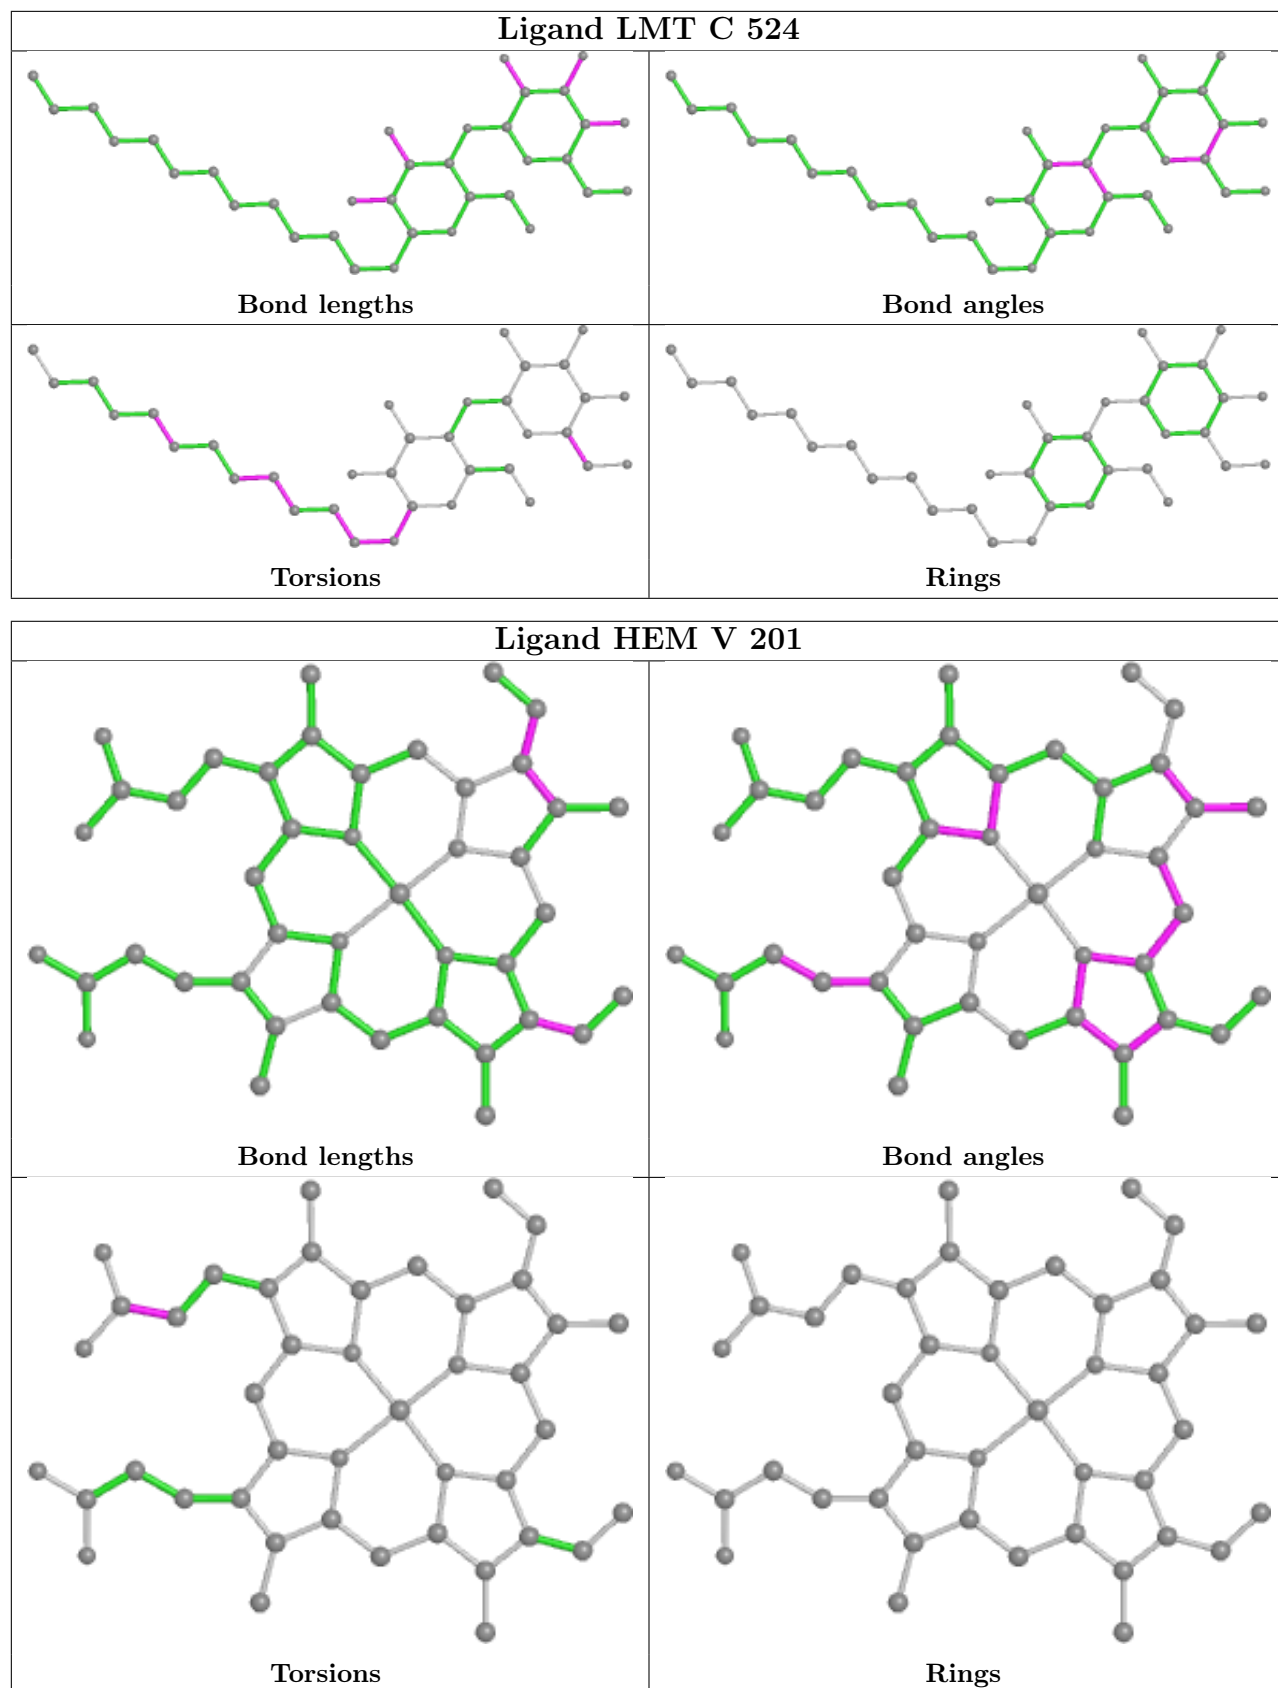 Ligand LMT C 524
Bond lengths
Bond angles
Torsions
Rings
Ligand HEM V 201
Bond lengths
Bond angles
Torsions
Rings